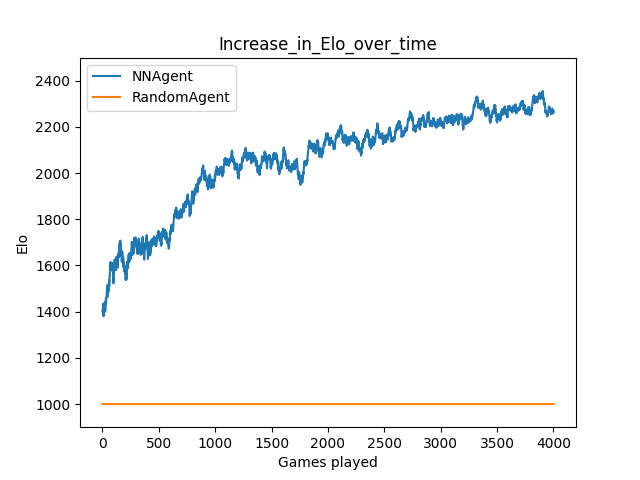 Increase_in_Elo_over_time
NNAgent
RandomAgent
Elo
2400
2200
2000
1800
1600
1400
1200
1000
0 500 1000 1500 2000 2500 3000 3500 4000
Games played